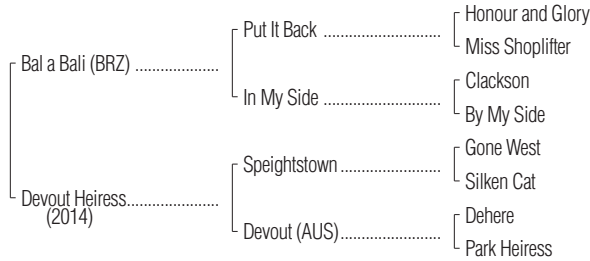 Honour and Glory
Put It Back ..............................
Miss Shoplifter
Bal a Bali (BRZ) .....................
Clackson
In My Side ..............................
By My Side
Gone West
Speightstown .........................
Silken Cat
Devout Heiress.......................
(2014)
Dehere
Devout (AUS).........................
Park Heiress